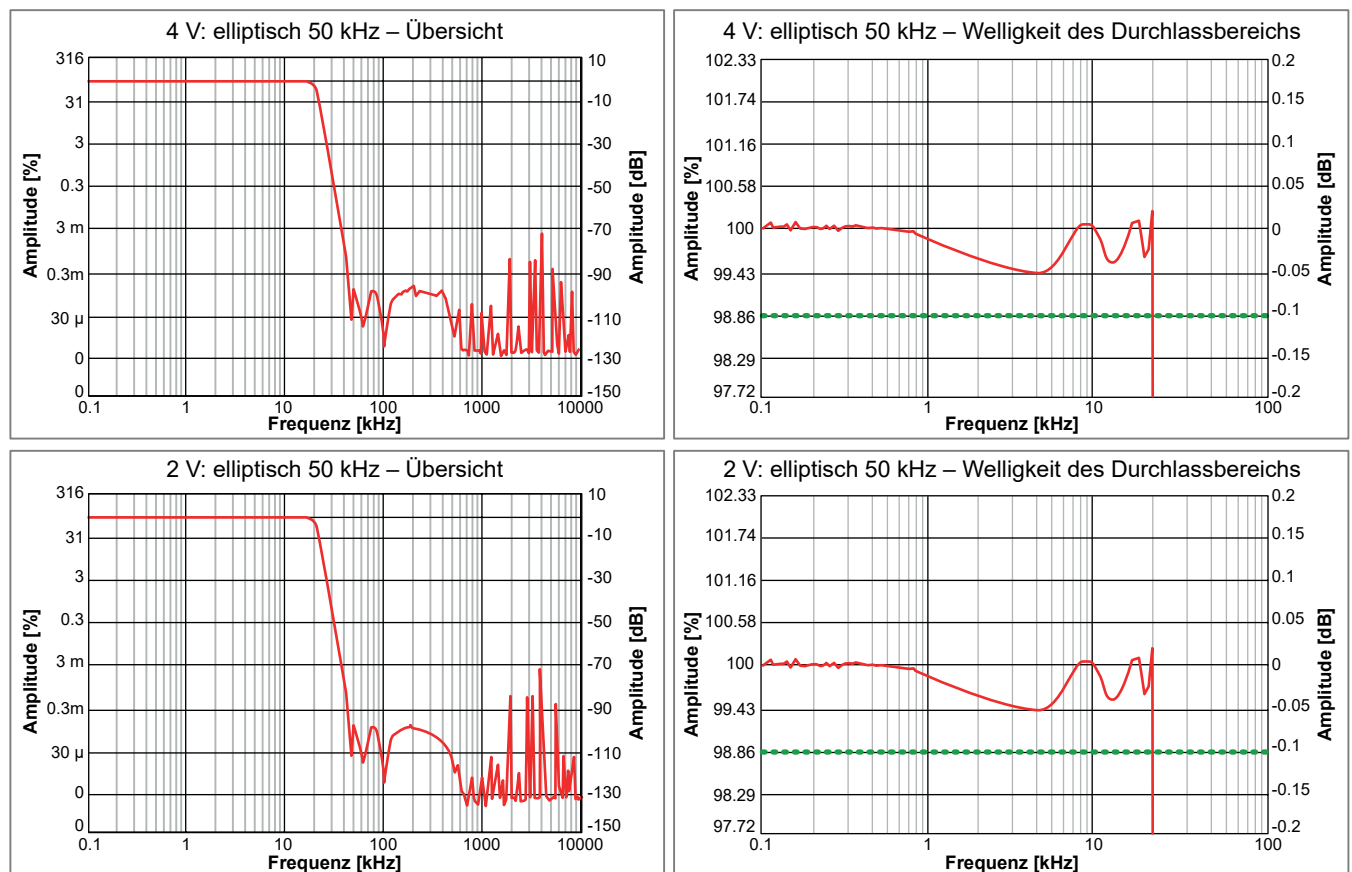 4 V: elliptisch 50 kHz – Übersicht
316
31
3
0.3
3 m
0.3m
30 µ
0
0
Amplitude [%]
10
-10
-30
-50
-70
-90
-110
-130
-150
Amplitude [dB]
0.1 1 10 100 1000 10000
Frequenz [kHz]
4 V: elliptisch 50 kHz – Welligkeit des Durchlassbereichs
102.33
101.74
101.16
100.58
100
99.43
98.86
98.29
97.72
Amplitude [%]
0.2
0.15
0.1
0.05
0
-0.05
-0.1
-0.15
-0.2
Amplitude [dB]
0.1 1 10 100
Frequenz [kHz]
2 V: elliptisch 50 kHz – Übersicht
316
31
3
0.3
3 m
0.3m
30 µ
0
0
Amplitude [%]
10
-10
-30
-50
-70
-90
-110
-130
-150
Amplitude [dB]
0.1 1 10 100 1000 10000
Frequenz [kHz]
2 V: elliptisch 50 kHz – Welligkeit des Durchlassbereichs
102.33
101.74
101.16
100.58
100
99.43
98.86
98.29
97.72
Amplitude [%]
0.2
0.15
0.1
0.05
0
-0.05
-0.1
-0.15
-0.2
Amplitude [dB]
0.1 1 10 100
Frequenz [kHz]